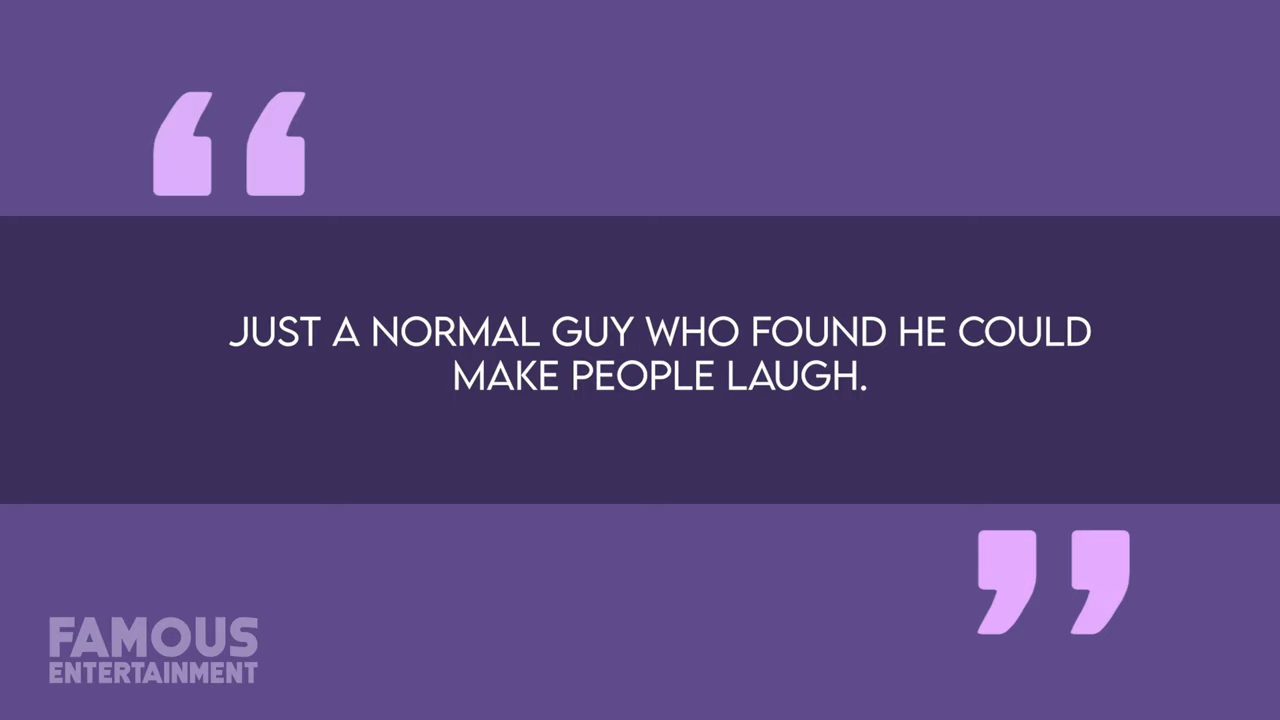 JUST A NORMAL GUY WHO FOUND HE COULD
MAKE PEOPLE LAUGH.
FAMOUS
ENTERTAINMENT